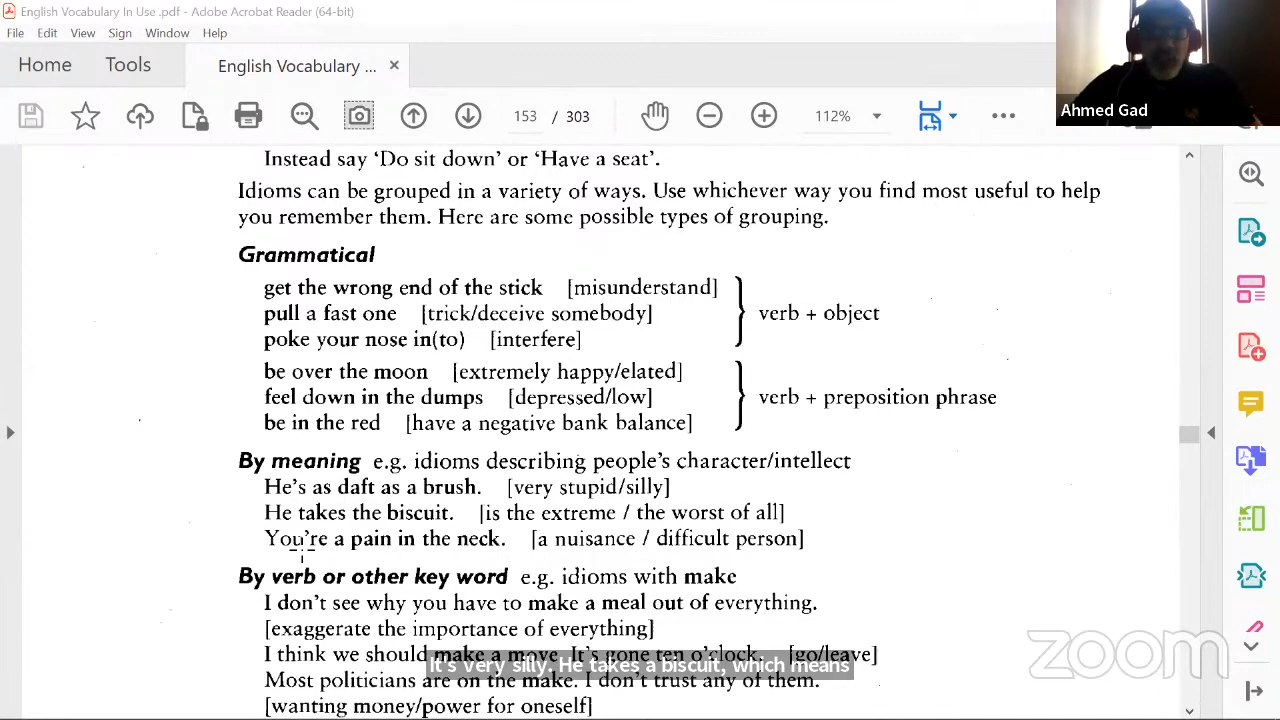 English Vocabulary In Use .pdf - Adobe Acrobat Reader (64-bit)
File Edit View Sign Window Help
Home Tools English Vocabulary ... ×
153 / 303 112%
Ahmed Gad
Instead say ‘Do sit down’ or ‘Have a seat’.
Idioms can be grouped in a variety of ways. Use whichever way you find most useful to help
you remember them. Here are some possible types of grouping.
Grammatical
get the wrong end of the stick [misunderstand]
pull a fast one [trick/deceive somebody] verb + object
poke your nose in(to) [interfere]
be over the moon [extremely happy/elated]
feel down in the dumps [depressed/low] verb + preposition phrase
be in the red [have a negative bank balance]
By meaning e.g. idioms describing people’s character/intellect
He’s as daft as a brush. [very stupid/silly]
He takes the biscuit. [is the extreme / the worst of all]
You’re a pain in the neck. [a nuisance / difficult person]
By verb or other key word e.g. idioms with make
I don’t see why you have to make a meal out of everything.
[exaggerate the importance of everything]
I think we should make a move. It’s gone ten o’clock. [go/leave]
It's very silly. He takes a biscuit, which means
Most politicians are on the make. I don’t trust any of them.
[wanting money/power for oneself]
zoom